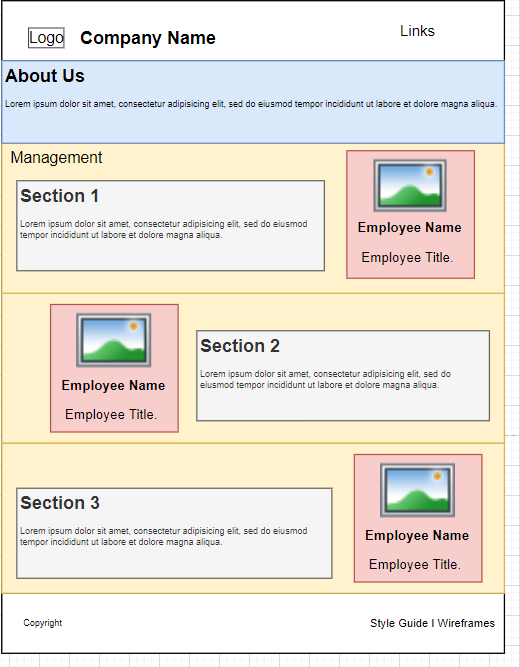 Logo Company Name Links
About Us
Lorem ipsum dolor sit amet, consectetur adipisicing elit, sed do eiusmod tempor incididunt ut labore et dolore magna aliqua.
Management
Section 1
Lorem ipsum dolor sit amet, consectetur adipisicing elit, sed do eiusmod
tempor incididunt ut labore et dolore magna aliqua.
Employee Name
Employee Title.
Employee Name
Employee Title.
Section 2
Lorem ipsum dolor sit amet, consectetur adipisicing elit, sed do
eiusmod tempor incididunt ut labore et dolore magna aliqua.
Section 3
Lorem ipsum dolor sit amet, consectetur adipisicing elit, sed do eiusmod
tempor incididunt ut labore et dolore magna aliqua.
Employee Name
Employee Title.
Copyright
Style Guide I Wireframes